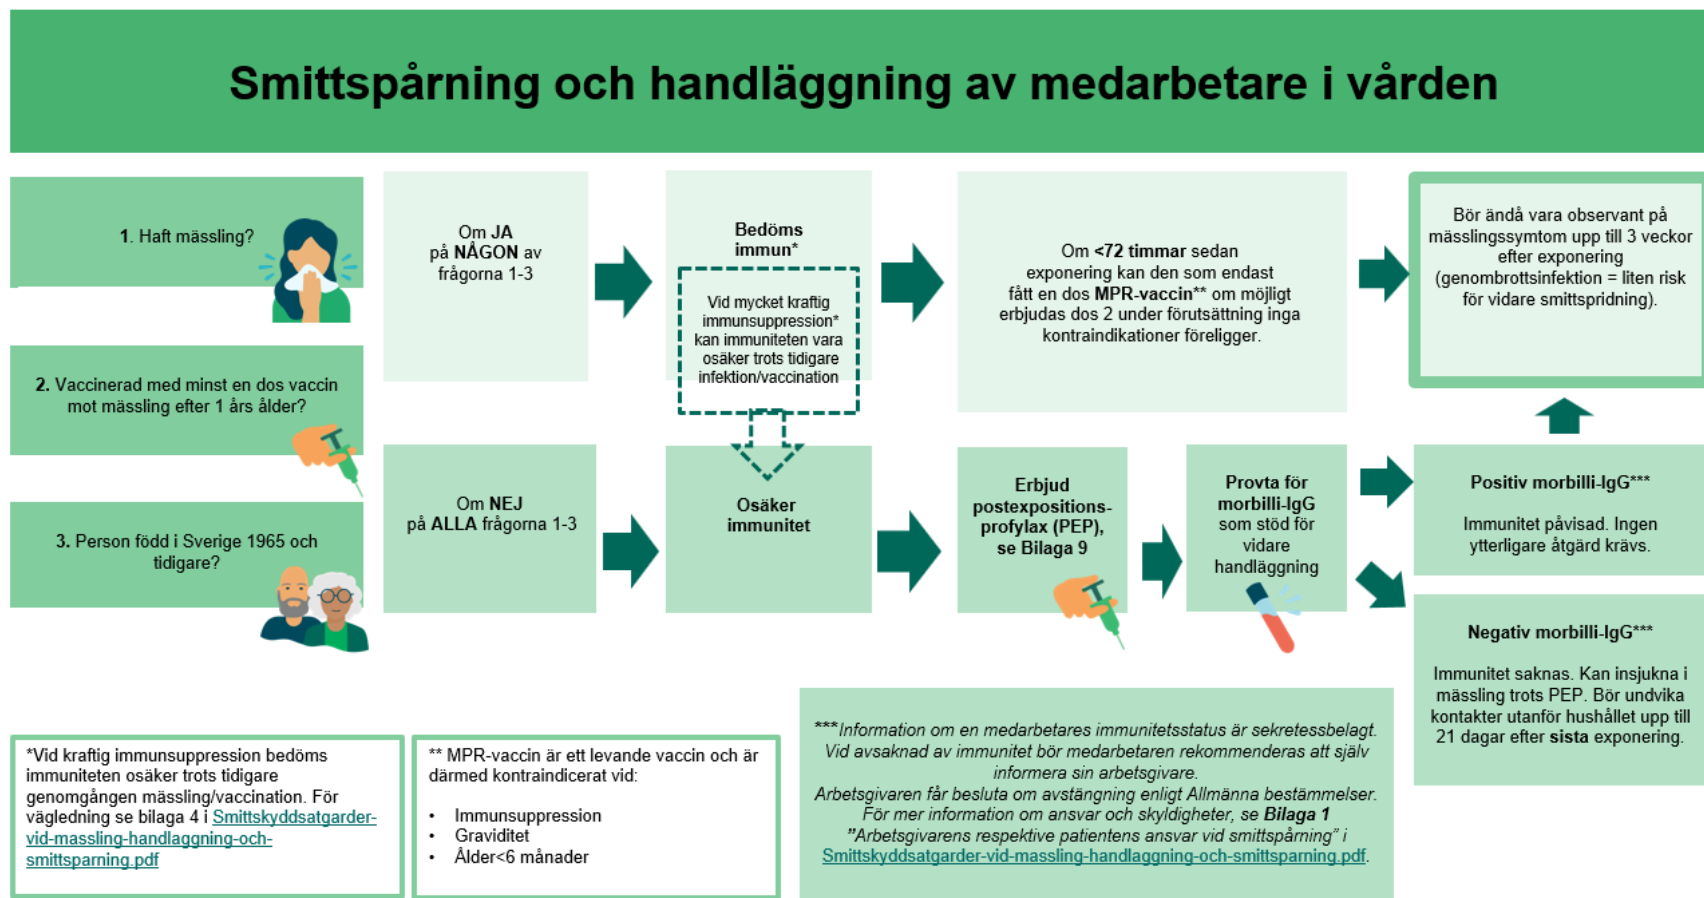 Smittspårning och handläggning av medarbetare i vården
1. Haft mässling?
2. Vaccinerad med minst en dos vaccin
mot mässling efter 1 års ålder?
3. Person född i Sverige 1965 och
tidigare?
Om JA
på NÅGON av
frågorna 1-3
Bedöms
immun*
Vid mycket kraftig
immunsuppression*
kan immuniteten vara
osäker trots tidigare
infektion/vaccination
Om <72 timmar sedan
exponering kan den som endast
fått en dos MPR-vaccin** om möjligt
erbjudas dos 2 under förutsättning inga
kontraindikationer föreligger.
Bör ändå vara observant på
mässlingssymtom upp till 3 veckor
efter exponering
(genombrottsinfektion = liten risk
för vidare smittspridning).
Om NEJ
på ALLA frågorna 1-3
Osäker
immunitet
Erbjud
postexpositions-
profylax (PEP),
se Bilaga 9
Provta för
morbilli-IgG
som stöd för
vidare
handläggning
Positiv morbilli-IgG***
Immunitet påvisad. Ingen
ytterligare åtgärd krävs.
Negativ morbilli-IgG***
Immunitet saknas. Kan insjukna i
mässling trots PEP. Bör undvika
kontakter utanför hushållet upp till
21 dagar efter sista exponering.
*Vid kraftig immunsuppression bedöms
immuniteten osäker trots tidigare
genomgången mässling/vaccination. För
vägledning se bilaga 4 i Smittskyddsatgarder-
vid-massling-handlaggning-och-
smittsparning.pdf
** MPR-vaccin är ett levande vaccin och är
därmed kontraindicerat vid:
• Immunsuppression
• Graviditet
• Ålder<6 månader
***Information om en medarbetares immunitetsstatus är sekretessbelagt.
Vid avsaknad av immunitet bör medarbetaren rekommenderas att själv
informera sin arbetsgivare.
Arbetsgivaren får besluta om avstängning enligt Allmänna bestämmelser.
För mer information om ansvar och skyldigheter, se Bilaga 1
"Arbetsgivarens respektive patientens ansvar vid smittspårning" i
Smittskyddsatgarder-vid-massling-handlaggning-och-smittsparning.pdf.